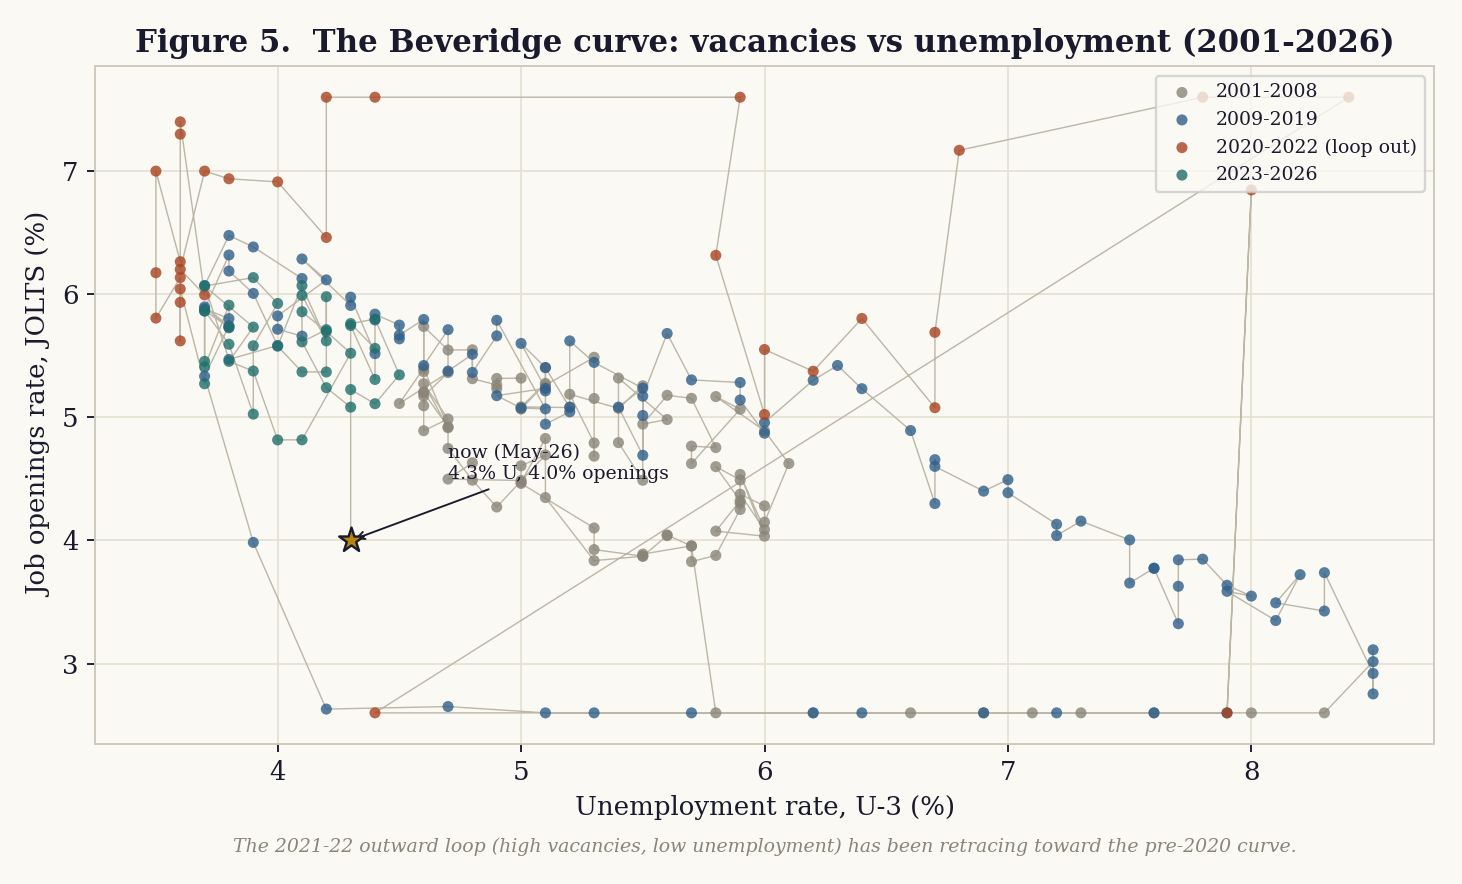 Figure 5.  The Beveridge curve: vacancies vs unemployment (2001-2026)
2001-2008
2009-2019
2020-2022 (loop out)
2023-2026
Job openings rate, JOLTS (%)
7
6
5
4
3
now (May-26)
4.3% U, 4.0% openings
4
5
6
7
8
Unemployment rate, U-3 (%)
The 2021-22 outward loop (high vacancies, low unemployment) has been retracing toward the pre-2020 curve.